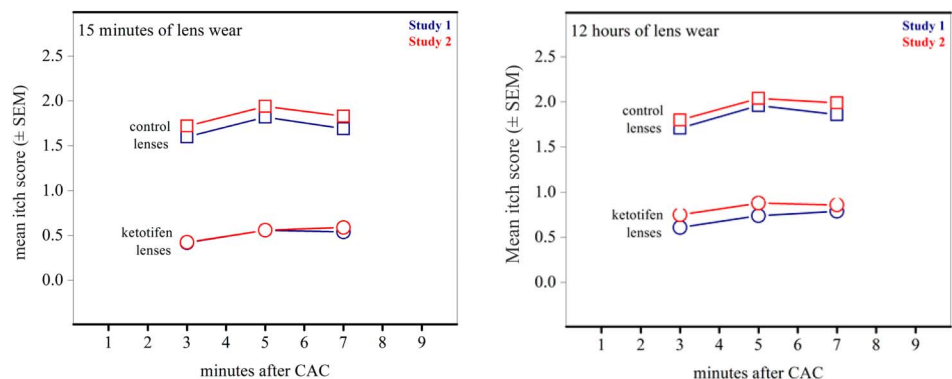 15 minutes of lens wear
Study 1
Study 2
mean itch score (± SEM)
2.5
2.0
1.5
1.0
0.5
0.0
control
lenses
ketotifen
lenses
1 2 3 4 5 6 7 8 9
minutes after CAC
12 hours of lens wear
Study 1
Study 2
Mean itch score (± SEM)
2.5
2.0
1.5
1.0
0.5
0.0
control
lenses
ketotifen
lenses
1 2 3 4 5 6 7 8 9
minutes after CAC